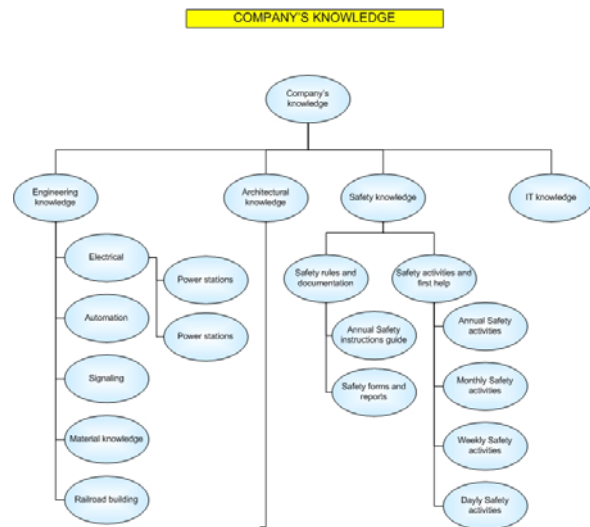 COMPANY'S KNOWLEDGE
Company's
knowledge
Engineering
knowledge
Architectural
knowledge
Safety knowledge
IT knowledge
Electrical
Power stations
Power stations
Automation
Signaling
Material knowledge
Railroad building
Safety rules and
documentation
Annual Safety
instructions guide
Safety forms and
reports
Safety activities and
first help
Annual Safety
activities
Monthly Safety
activities
Weekly Safety
activities
Dayly Safety
activities